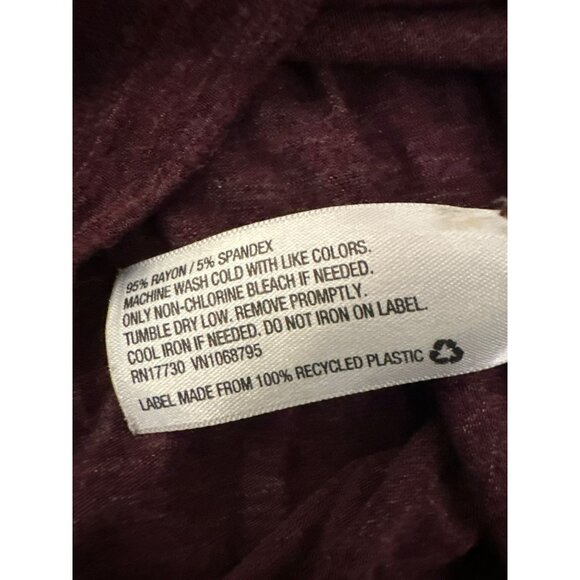 95% RAYON / 5% SPANDEX
MACHINE WASH COLD WITH LIKE COLORS.
ONLY NON-CHLORINE BLEACH IF NEEDED.
TUMBLE DRY LOW. REMOVE PROMPTLY.
COOL IRON IF NEEDED. DO NOT IRON ON LABEL.
RN17730 VN1068795
LABEL MADE FROM 100% RECYCLED PLASTIC